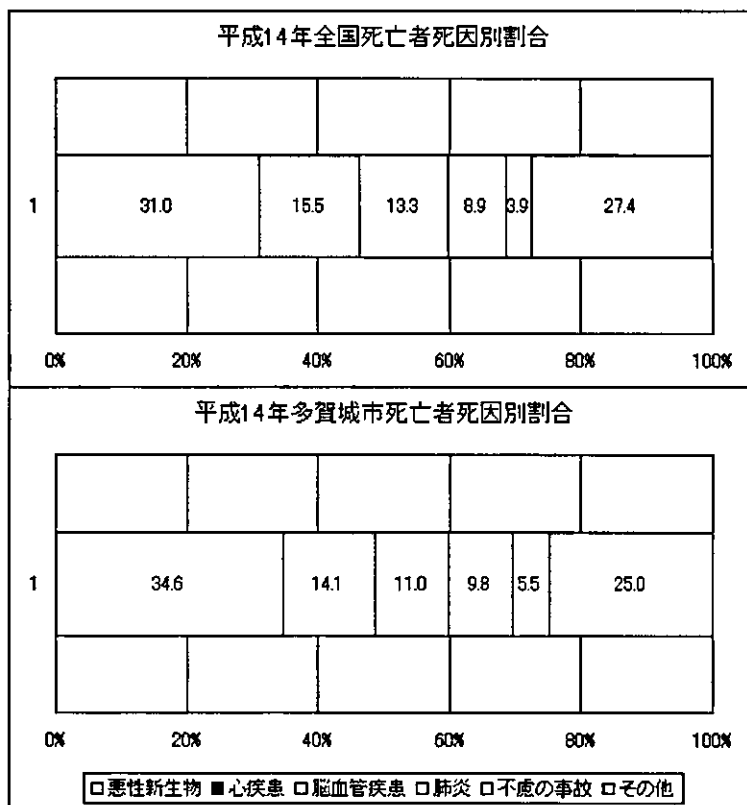 平成14年全国死亡者死因別割合
1 31.0 15.5 13.3 8.9 3.9 27.4
0% 20% 40% 60% 80% 100%
平成14年多賀城市死亡者死因別割合
1 34.6 14.1 11.0 9.8 5.5 25.0
0% 20% 40% 60% 80% 100%
□悪性新生物 ■心疾患 □脳血管疾患 □肺炎 □不慮の事故 □その他